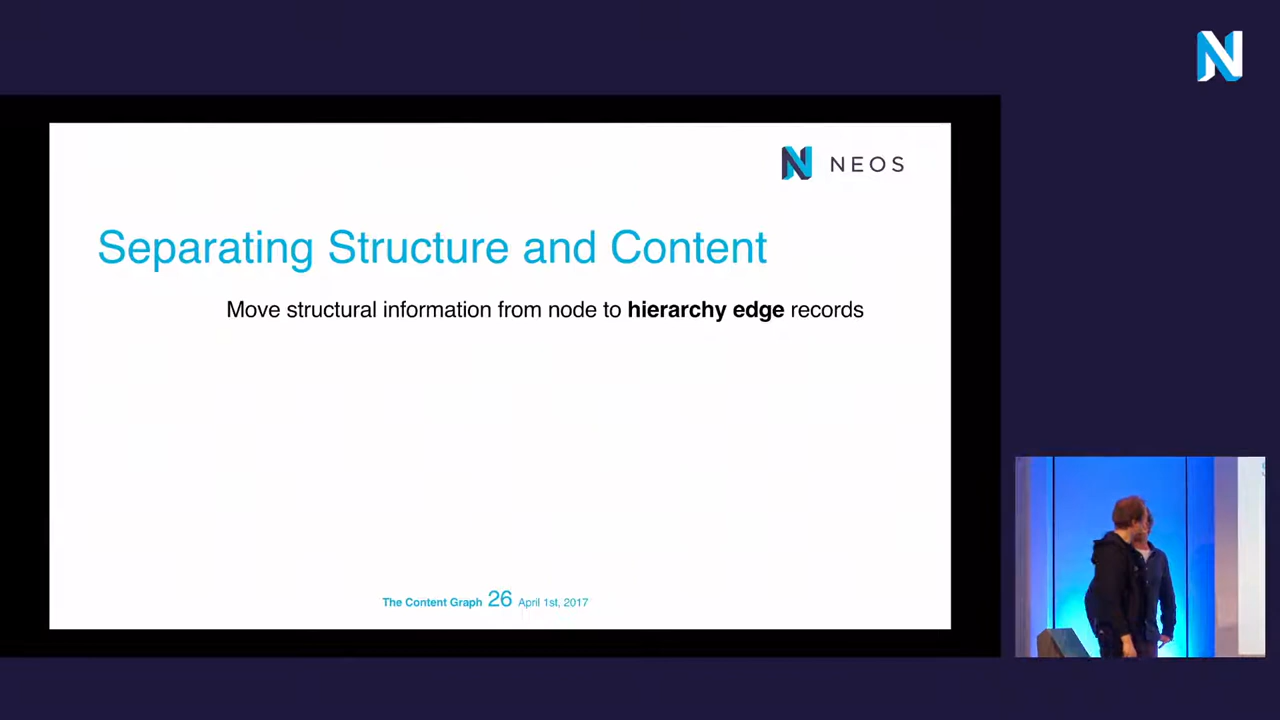 NEOS
Separating Structure and Content
Move structural information from node to hierarchy edge records
The Content Graph 26 April 1st, 2017